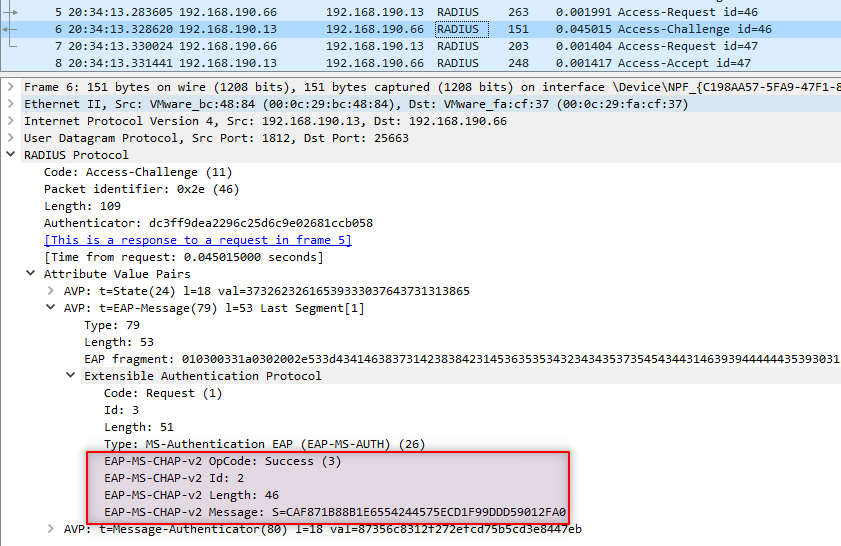 5 20:34:13.283605 192.168.190.66 192.168.190.13 RADIUS 263 0.001991 Access-Request id=46
6 20:34:13.328620 192.168.190.13 192.168.190.66 RADIUS 151 0.045015 Access-Challenge id=46
7 20:34:13.330024 192.168.190.66 192.168.190.13 RADIUS 203 0.001404 Access-Request id=47
8 20:34:13.331441 192.168.190.13 192.168.190.66 RADIUS 248 0.001417 Access-Accept id=47
Frame 6: 151 bytes on wire (1208 bits), 151 bytes captured (1208 bits) on interface \Device\NPF_{C198AA57-5FA9-47F1-8
Ethernet II, Src: VMware_bc:48:84 (00:0c:29:bc:48:84), Dst: VMware_fa:cf:37 (00:0c:29:fa:cf:37)
Internet Protocol Version 4, Src: 192.168.190.13, Dst: 192.168.190.66
User Datagram Protocol, Src Port: 1812, Dst Port: 25663
RADIUS Protocol
Code: Access-Challenge (11)
Packet identifier: 0x2e (46)
Length: 109
Authenticator: dc3ff9dea2296c25d6c9e02681ccb058
[This is a response to a request in frame 5]
[Time from request: 0.045015000 seconds]
Attribute Value Pairs
AVP: t=State(24) l=18 val=37326232616539333037643731313865
AVP: t=EAP-Message(79) l=53 Last Segment[1]
Type: 79
Length: 53
EAP fragment: 010300331a0302002e533d43414638373142383842314536353534323434353735454344314639394444443539303​1
Extensible Authentication Protocol
Code: Request (1)
Id: 3
Length: 51
Type: MS-Authentication EAP (EAP-MS-AUTH) (26)
EAP-MS-CHAP-v2 OpCode: Success (3)
EAP-MS-CHAP-v2 Id: 2
EAP-MS-CHAP-v2 Length: 46
EAP-MS-CHAP-v2 Message: S=CAF871B88B1E6554244575ECD1F99DDD59012FA0
AVP: t=Message-Authenticator(80) l=18 val=87356c8312f272efcd75b5cd3e8447eb